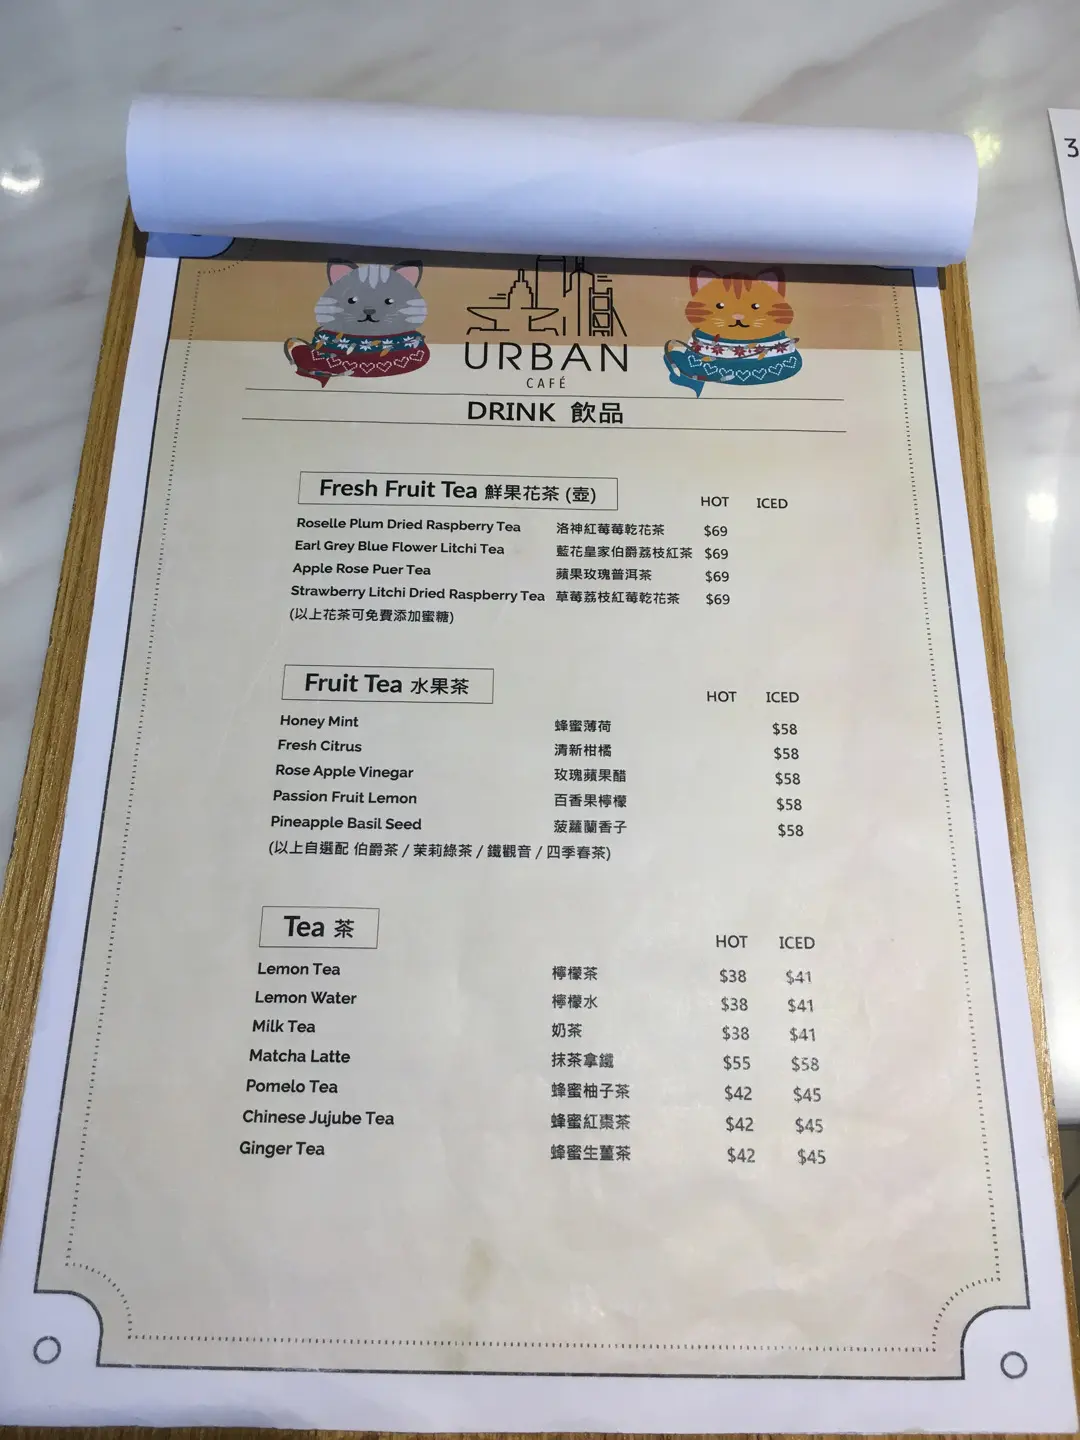 3
URBAN
CAFÉ
DRINK 飲品
Fresh Fruit Tea 鮮果花茶 (壺) HOT ICED
Roselle Plum Dried Raspberry Tea 洛神紅莓莓乾花茶 $69
Earl Grey Blue Flower Litchi Tea 藍花皇家伯爵荔枝紅茶 $69
Apple Rose Puer Tea 蘋果玫瑰普洱茶 $69
Strawberry Litchi Dried Raspberry Tea 草莓荔枝紅莓乾花茶 $69
(以上花茶可免費添加蜜糖)
Fruit Tea 水果茶 HOT ICED
Honey Mint 蜂蜜薄荷 $58
Fresh Citrus 清新柑橘 $58
Rose Apple Vinegar 玫瑰蘋果醋 $58
Passion Fruit Lemon 百香果檸檬 $58
Pineapple Basil Seed 菠蘿蘭香子 $58
(以上自選配 伯爵茶 / 茉莉綠茶 / 鐵觀音 / 四季春茶)
Tea 茶 HOT ICED
Lemon Tea 檸檬茶 $38 $41
Lemon Water 檸檬水 $38 $41
Milk Tea 奶茶 $38 $41
Matcha Latte 抹茶拿鐵 $55 $58
Pomelo Tea 蜂蜜柚子茶 $42 $45
Chinese Jujube Tea 蜂蜜紅棗茶 $42 $45
Ginger Tea 蜂蜜生薑茶 $42 $45